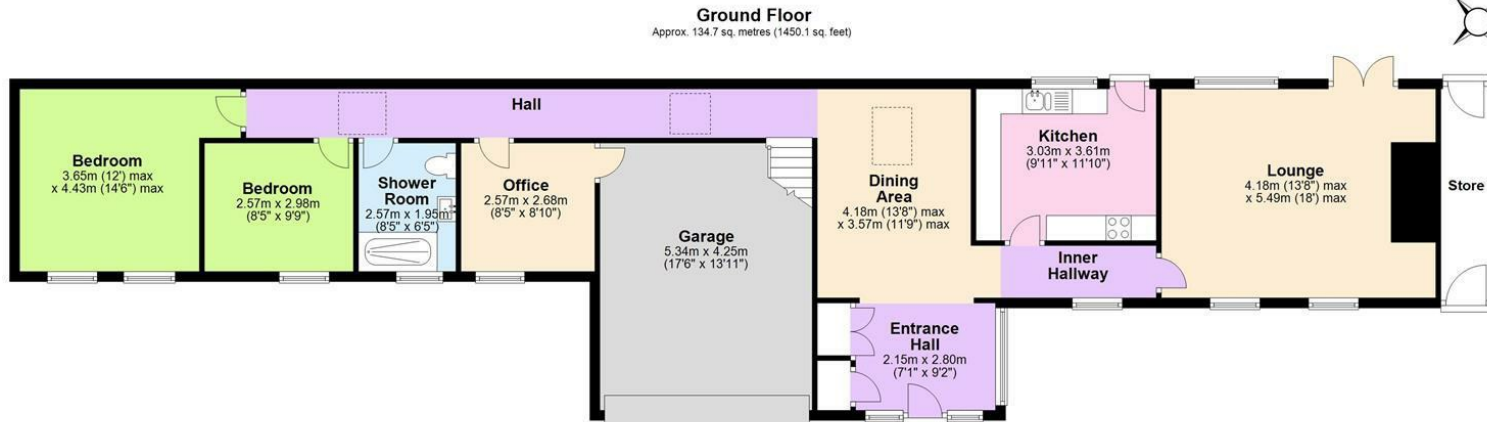 Ground Floor
Approx. 134.7 sq. metres (1450.1 sq. feet)
Hall
Bedroom
3.65m (12') max
x 4.43m (14'6") max
Bedroom
2.57m x 2.98m
(8'5" x 9'9")
Shower
Room
2.57m x 1.95m
(8'5" x 6'5")
Office
2.57m x 2.68m
(8'5" x 8'10")
Garage
5.34m x 4.25m
(17'6" x 13'11")
Dining
Area
4.18m (13'8") max
x 3.57m (11'9") max
Kitchen
3.03m x 3.61m
(9'11" x 11'10")
Inner
Hallway
Entrance
Hall
2.15m x 2.80m
(7'1" x 9'2")
Lounge
4.18m (13'8") max
x 5.49m (18') max
Store